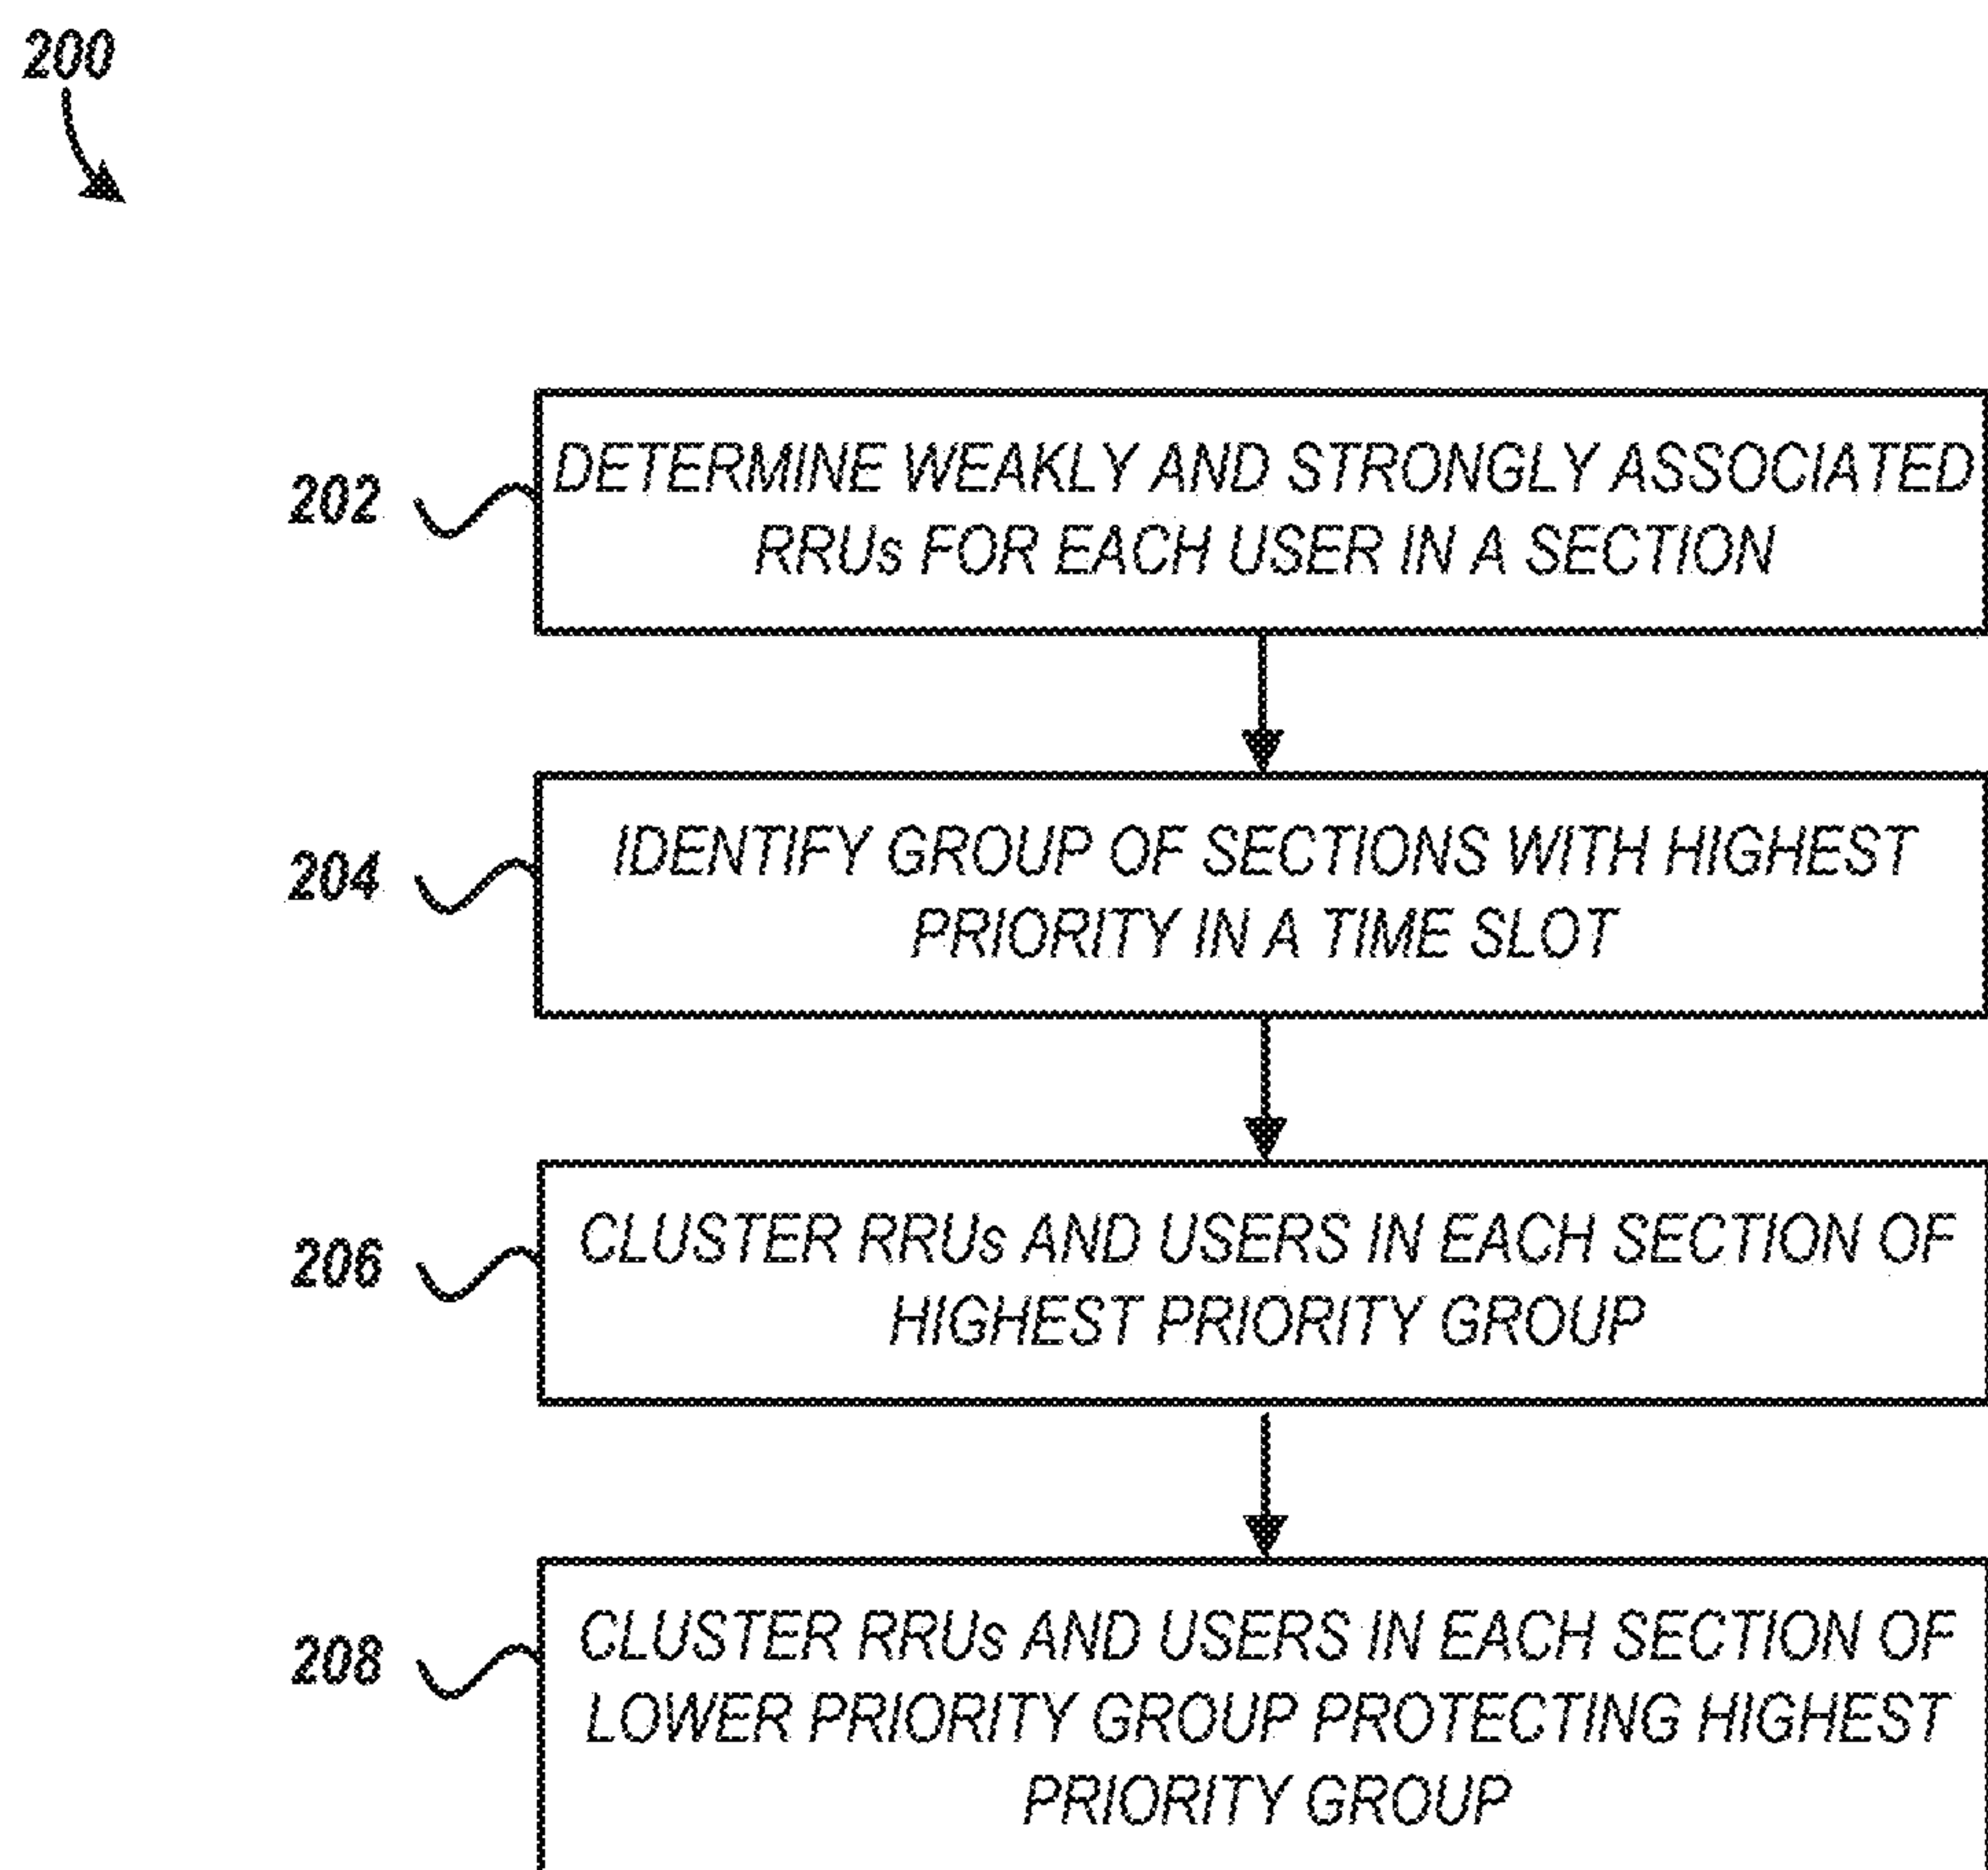 200
202
DETERMINE WEAKLY AND STRONGLY ASSOCIATED
RRUs FOR EACH USER IN A SECTION
204
IDENTIFY GROUP OF SECTIONS WITH HIGHEST
PRIORITY IN A TIME SLOT
206
CLUSTER RRUs AND USERS IN EACH SECTION OF
HIGHEST PRIORITY GROUP
208
CLUSTER RRUs AND USERS IN EACH SECTION OF
LOWER PRIORITY GROUP PROTECTING HIGHEST
PRIORITY GROUP